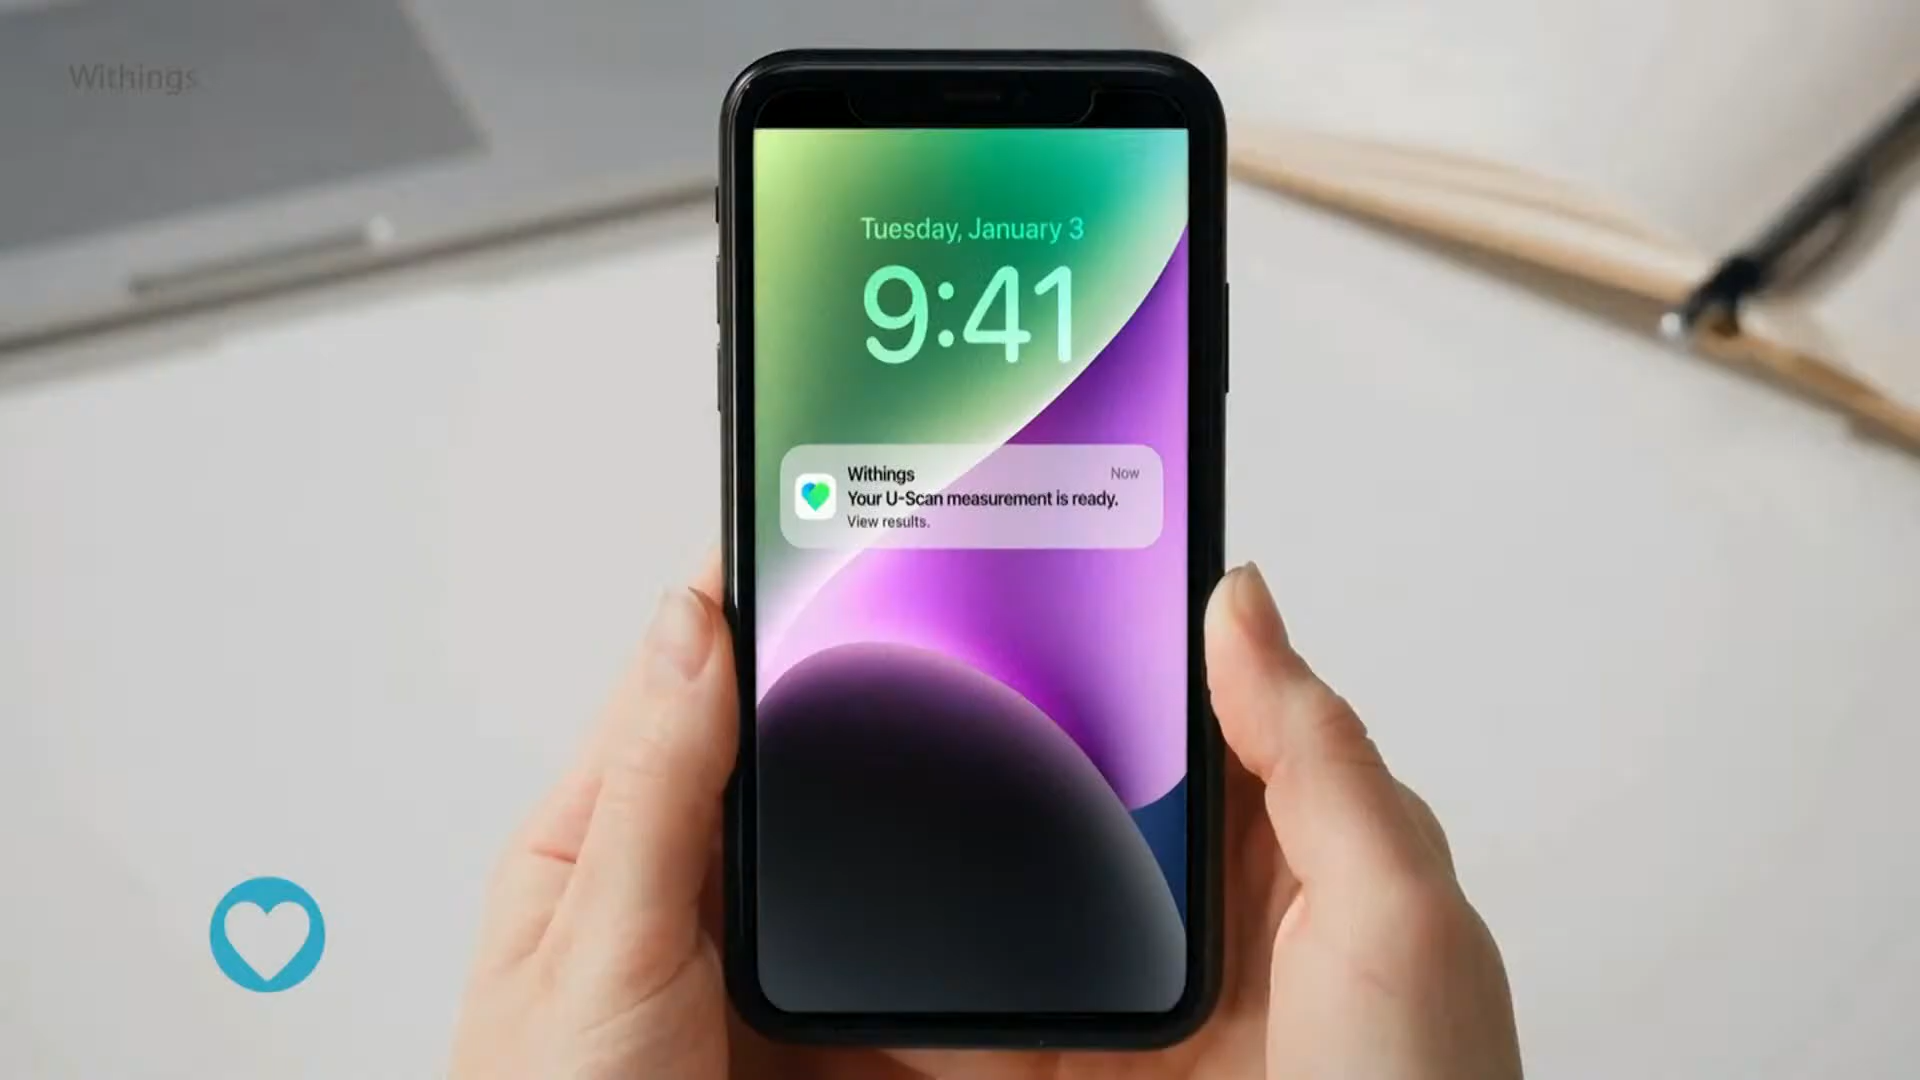 Withings
Tuesday, January 3
9:41
Withings
Now
Your U-Scan measurement is ready.
View results.